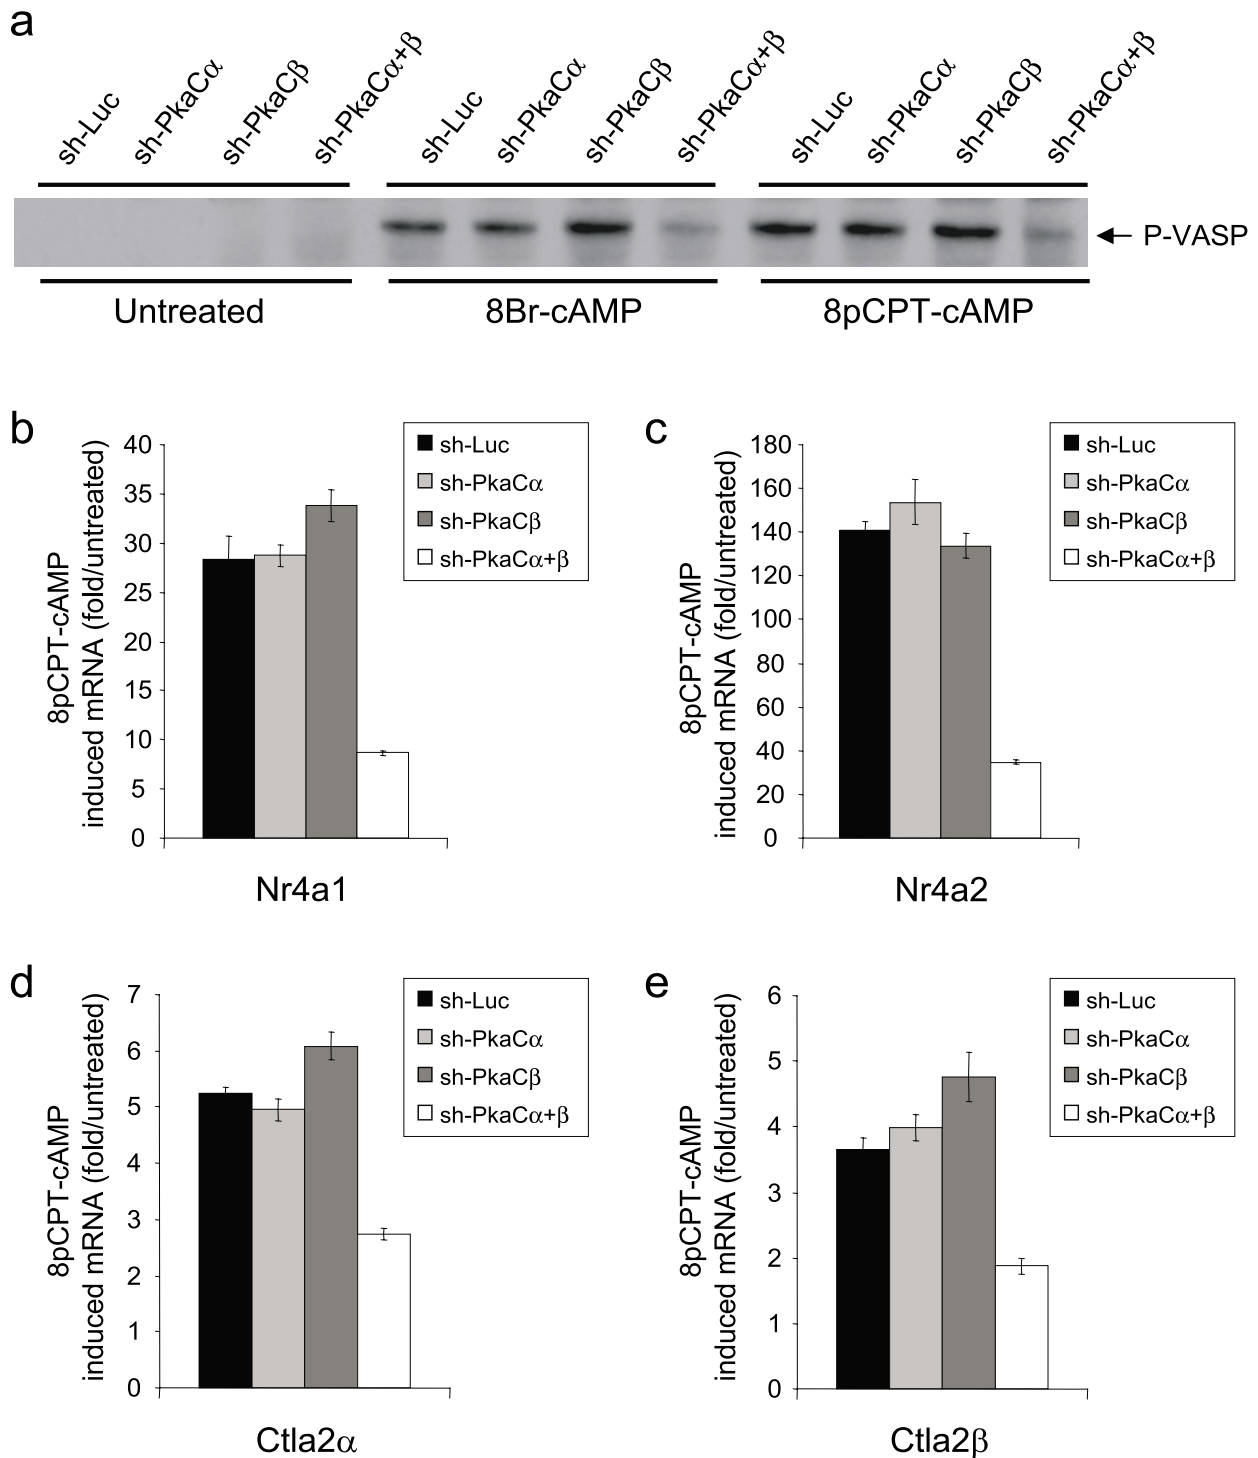 a
sh-Luc
sh-PkaCα
sh-PkaCβ
sh-PkaCα+β
sh-Luc
sh-PkaCα
sh-PkaCβ
sh-PkaCα+β
sh-Luc
sh-PkaCα
sh-PkaCβ
sh-PkaCα+β
P-VASP
Untreated
8Br-cAMP
8pCPT-cAMP
b
8pCPT-cAMP
induced mRNA (fold/untreated)
40
35
30
25
20
15
10
5
0
sh-Luc
sh-PkaCα
sh-PkaCβ
sh-PkaCα+β
Nr4a1
c
8pCPT-cAMP
induced mRNA (fold/untreated)
180
160
140
120
100
80
60
40
20
0
sh-Luc
sh-PkaCα
sh-PkaCβ
sh-PkaCα+β
Nr4a2
d
8pCPT-cAMP
induced mRNA (fold/untreated)
7
6
5
4
3
2
1
0
sh-Luc
sh-PkaCα
sh-PkaCβ
sh-PkaCα+β
Ctla2α
e
8pCPT-cAMP
induced mRNA (fold/untreated)
6
5
4
3
2
1
0
sh-Luc
sh-PkaCα
sh-PkaCβ
sh-PkaCα+β
Ctla2β